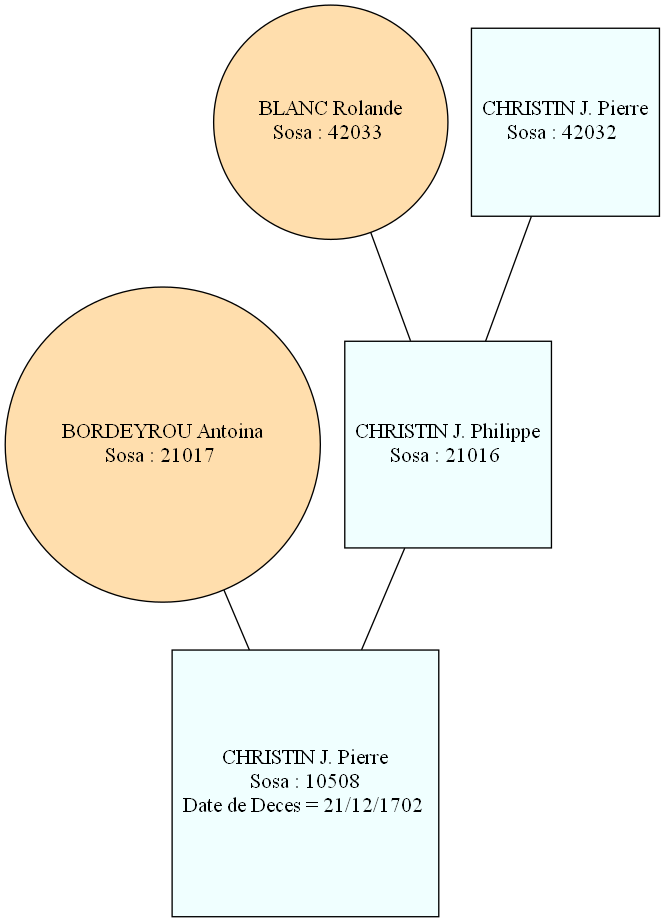 BLANC Rolande
Sosa : 42033
CHRISTIN J. Pierre
Sosa : 42032
BORDEYROU Antoina
Sosa : 21017
CHRISTIN J. Philippe
Sosa : 21016
CHRISTIN J. Pierre
Sosa : 10508
Date de Deces = 21/12/1702